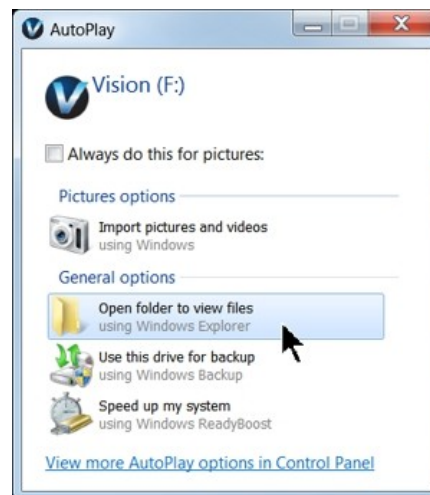 AutoPlay
Vision (F:)
Always do this for pictures:
Pictures options
Import pictures and videos
using Windows
General options
Open folder to view files
using Windows Explorer
Use this drive for backup
using Windows Backup
Speed up my system
using Windows ReadyBoost
View more AutoPlay options in Control Panel